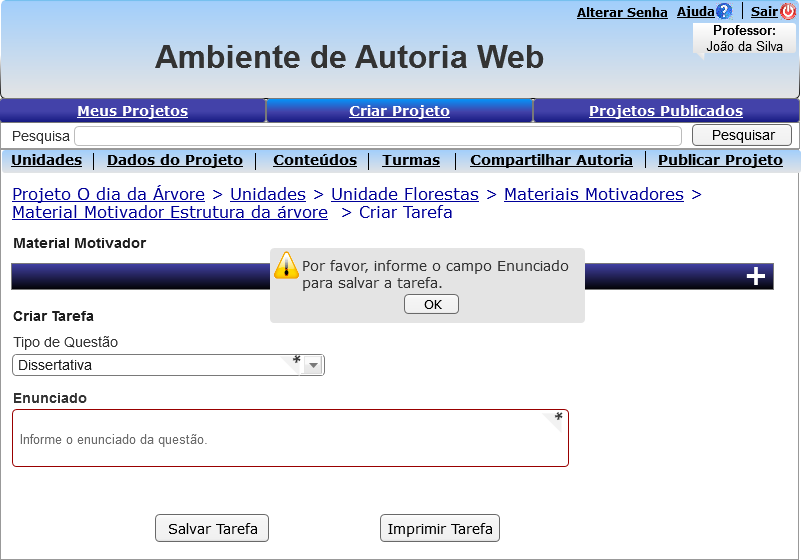 Alterar Senha Ajuda ? Sair
Professor:
João da Silva
Ambiente de Autoria Web
Meus Projetos Criar Projeto Projetos Publicados
Pesquisa Pesquisar
Unidades | Dados do Projeto | Conteúdos | Turmas | Compartilhar Autoria | Publicar Projeto
Projeto O dia da Árvore > Unidades > Unidade Florestas > Materiais Motivadores >
Material Motivador Estrutura da árvore > Criar Tarefa
Material Motivador
Por favor, informe o campo Enunciado
para salvar a tarefa.
OK
+
Criar Tarefa
Tipo de Questão
Dissertativa *
Enunciado
*
Informe o enunciado da questão.
Salvar Tarefa Imprimir Tarefa